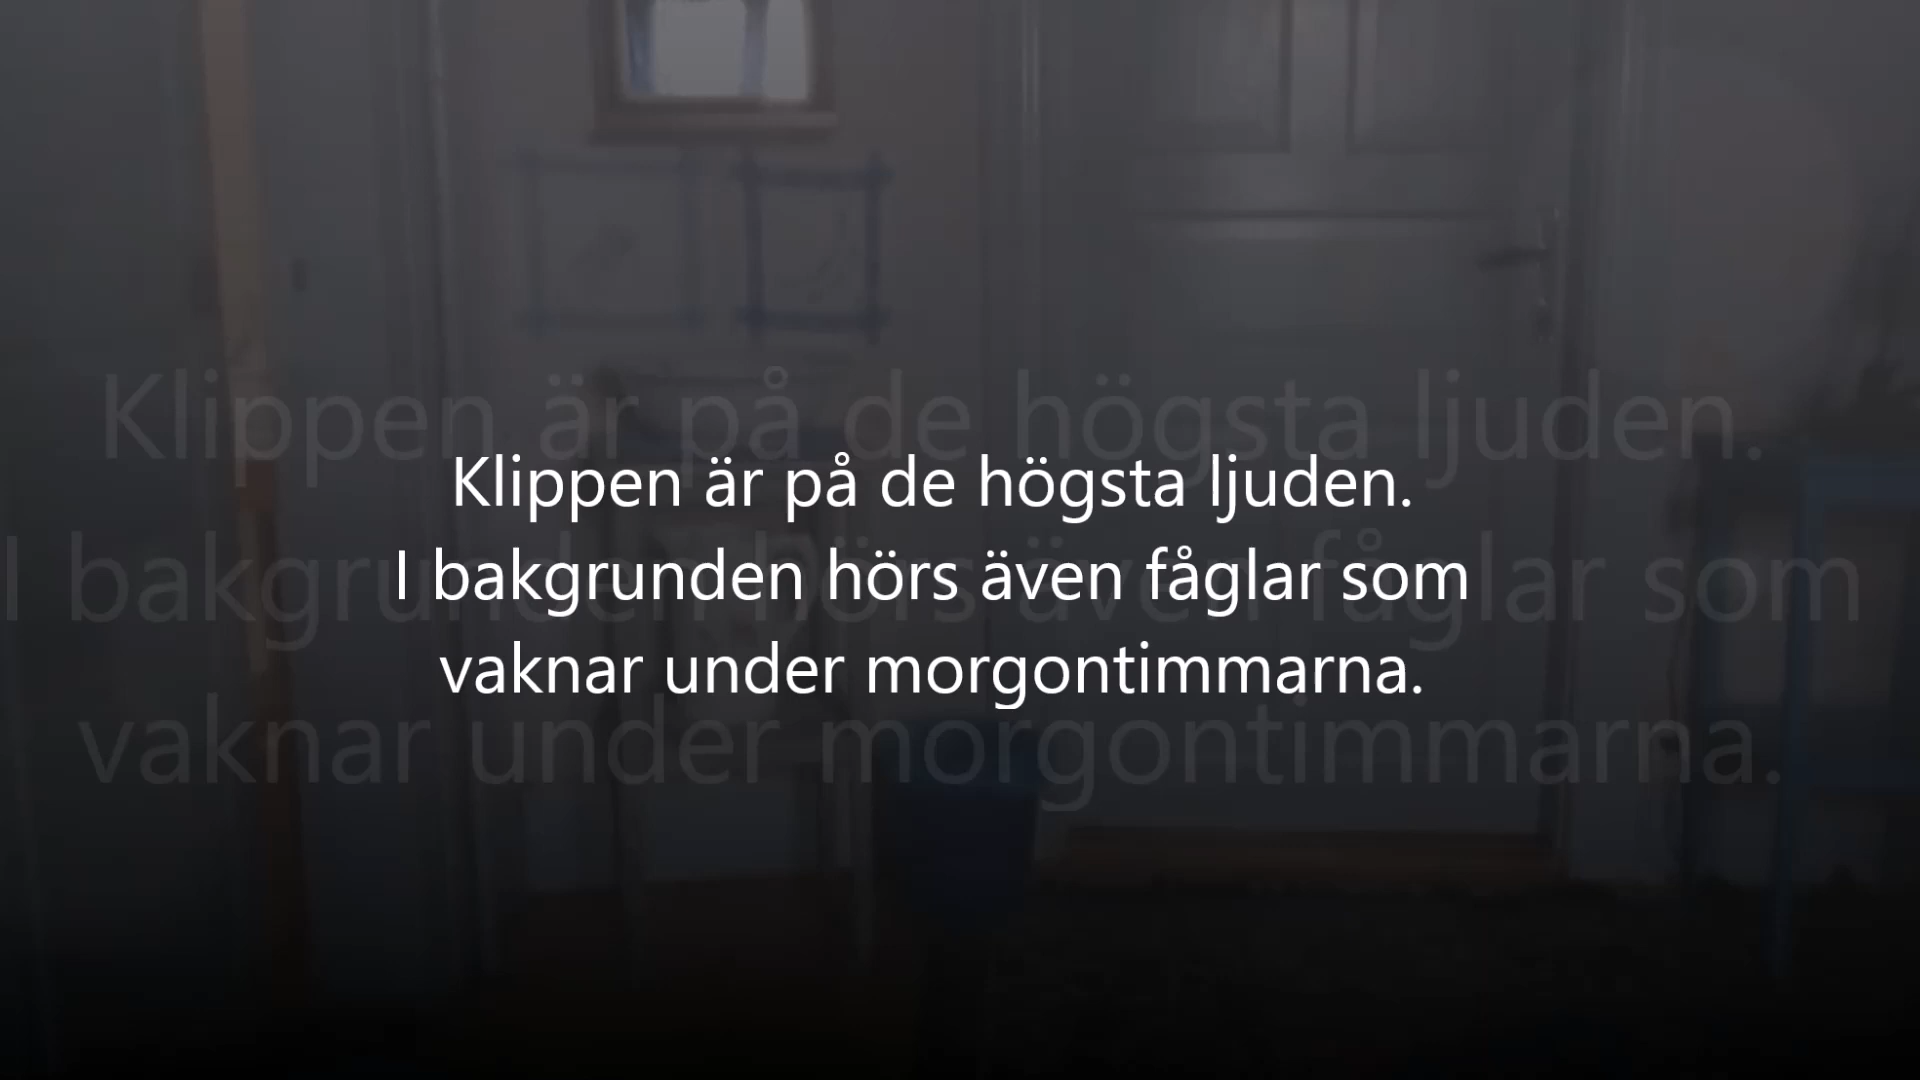 Klippen är på de högsta ljuden.
I bakgrunden hörs även fåglar som
vaknar under morgontimmarna.